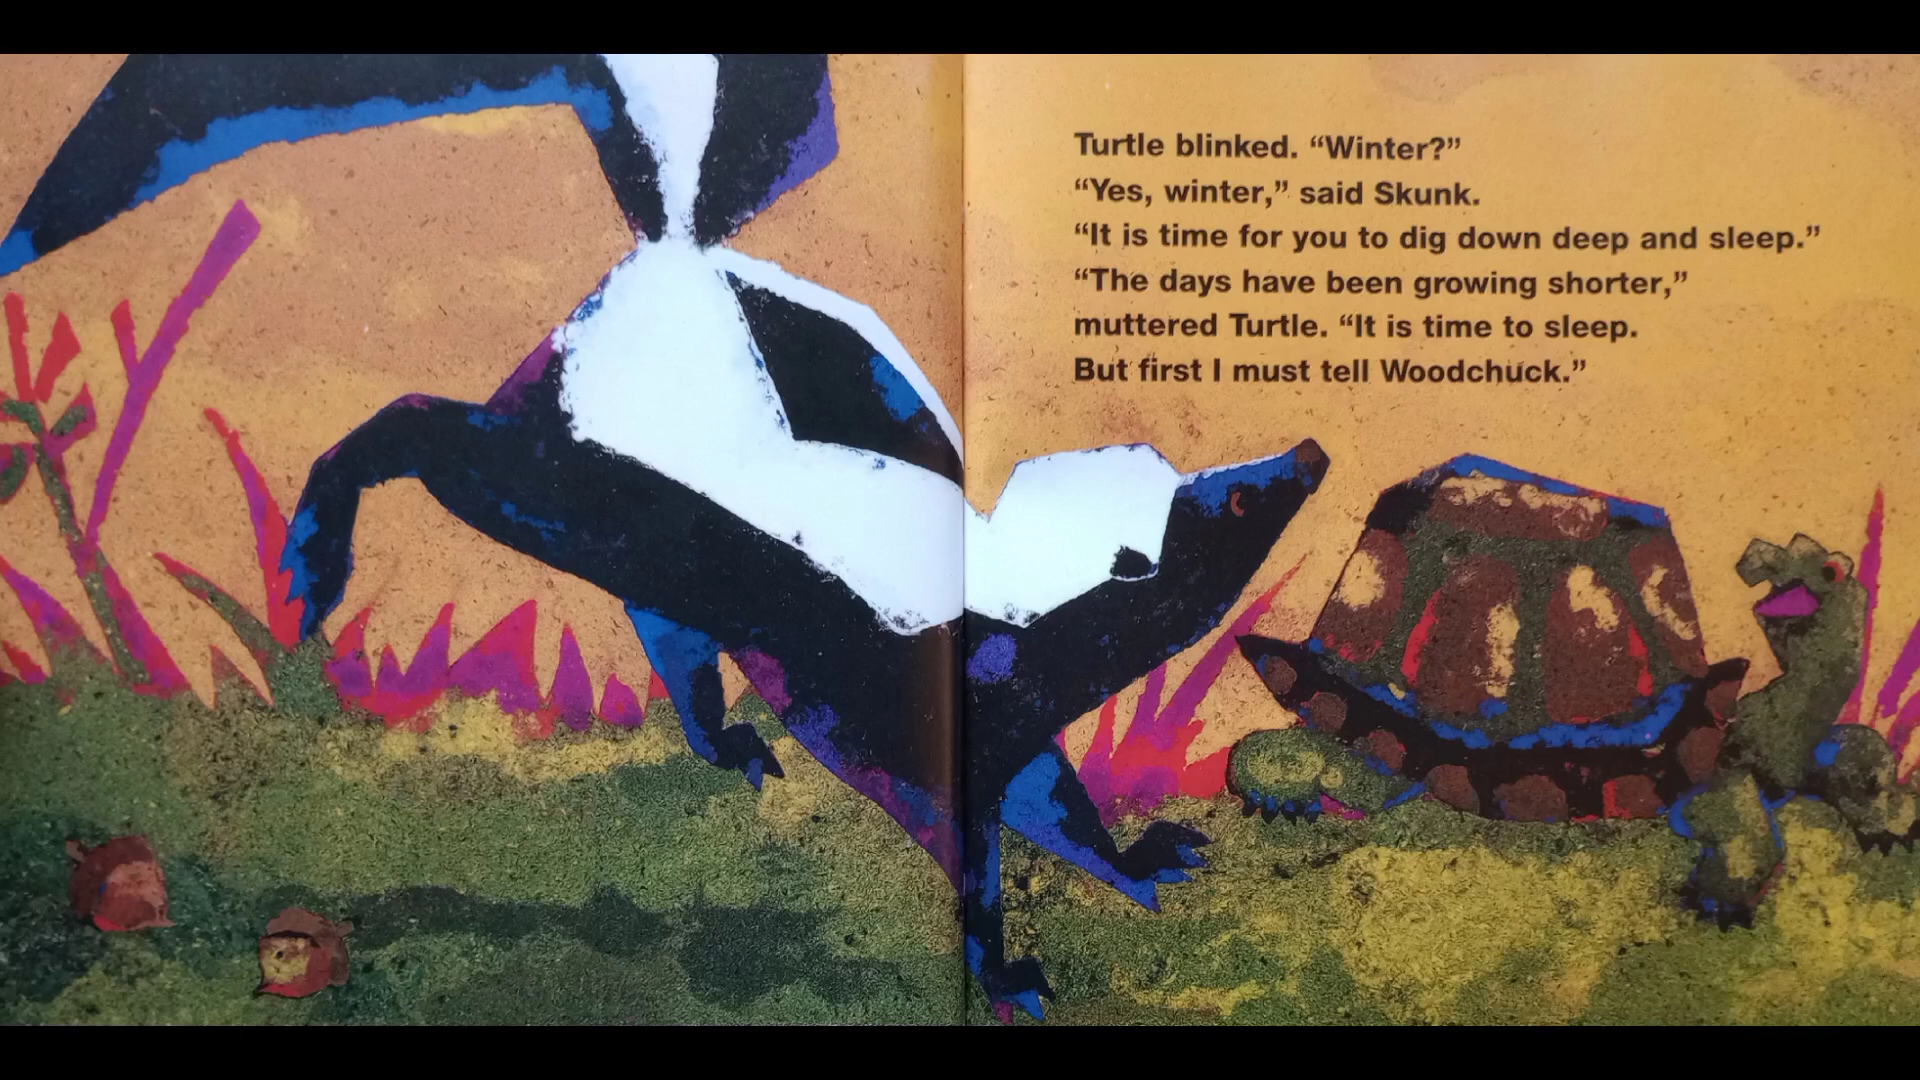 Turtle blinked. “Winter?”
“Yes, winter,” said Skunk.
“It is time for you to dig down deep and sleep.”
“The days have been growing shorter,”
muttered Turtle. “It is time to sleep.
But first I must tell Woodchuck.”